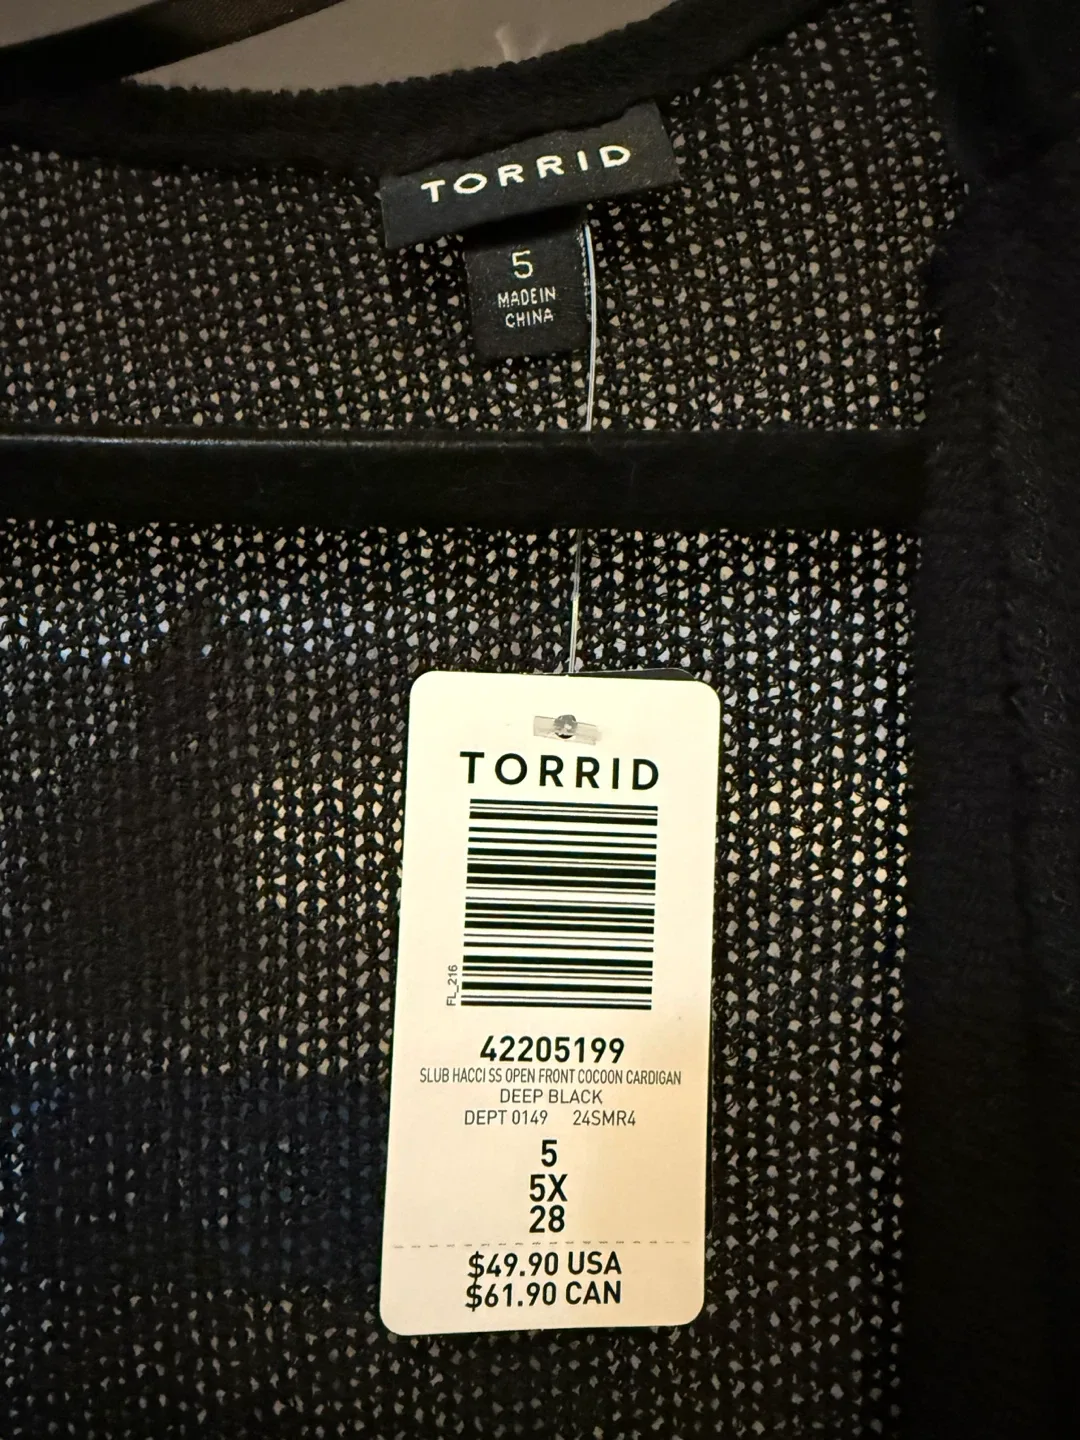 TORRID
5
MADE IN
CHINA
TORRID
FL_216
42205199
SLUB HACCI SS OPEN FRONT COCOON CARDIGAN
DEEP BLACK
DEPT 0149 24SMR4
5
5X
28
$49.90 USA
$61.90 CAN